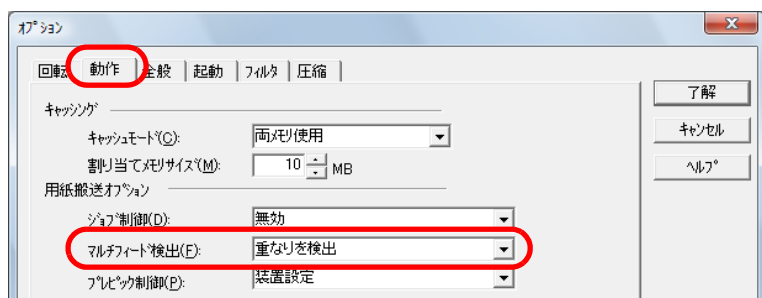 ｵﾌﾟｼｮﾝ
回転 動作 全般 起動 ﾌｨﾙﾀ 圧縮
了解
ｷｬｯｼﾝｸﾞ
ｷｬｯｼｭﾓｰﾄﾞ(C): 両ﾒﾓﾘ使用
ｷｬﾝｾﾙ
割り当てﾒﾓﾘｻｲｽﾞ(M): 10 MB
ﾍﾙﾌﾟ
用紙搬送ｵﾌﾟｼｮﾝ
ｼﾞｮﾌﾞ制御(D): 無効
ﾏﾙﾁﾌｨｰﾄﾞ検出(F): 重なりを検出
ﾌﾟﾚﾋﾟｯｸ制御(P): 装置設定